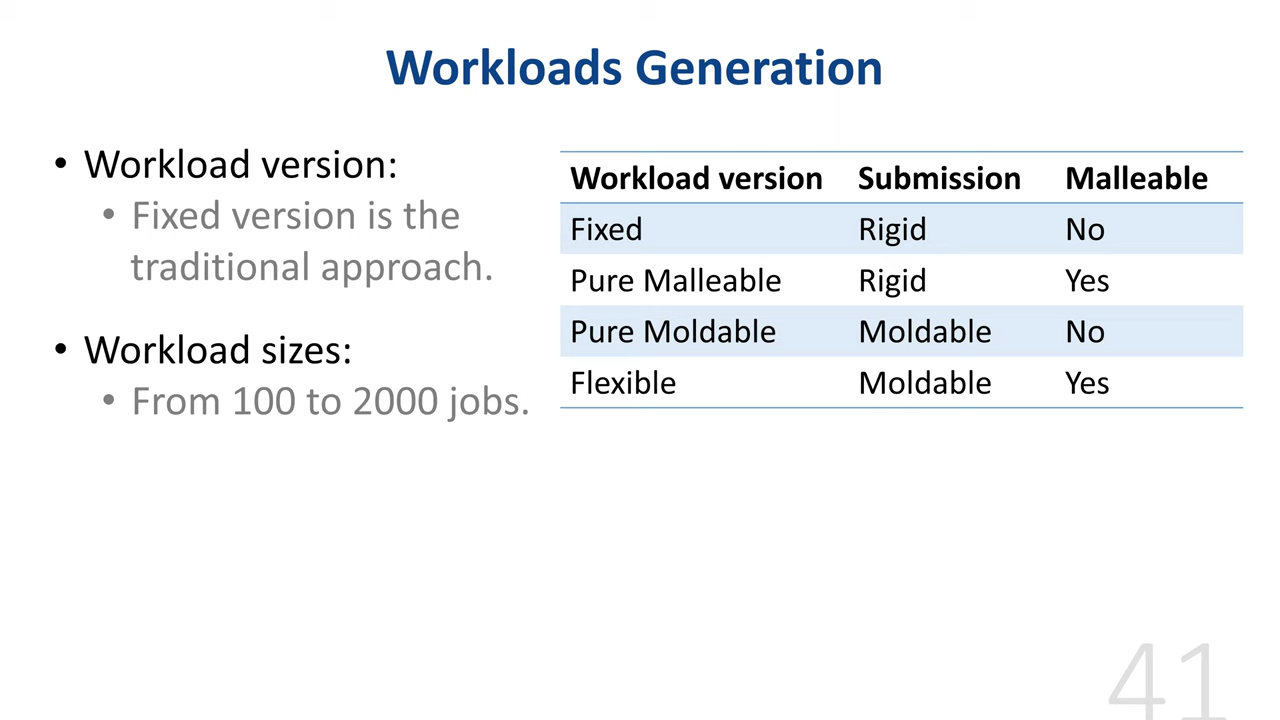 Workloads Generation
• Workload version:
• Fixed version is the
traditional approach.
• Workload sizes:
• From 100 to 2000 jobs.
Workload version Submission Malleable
Fixed Rigid No
Pure Malleable Rigid Yes
Pure Moldable Moldable No
Flexible Moldable Yes
41